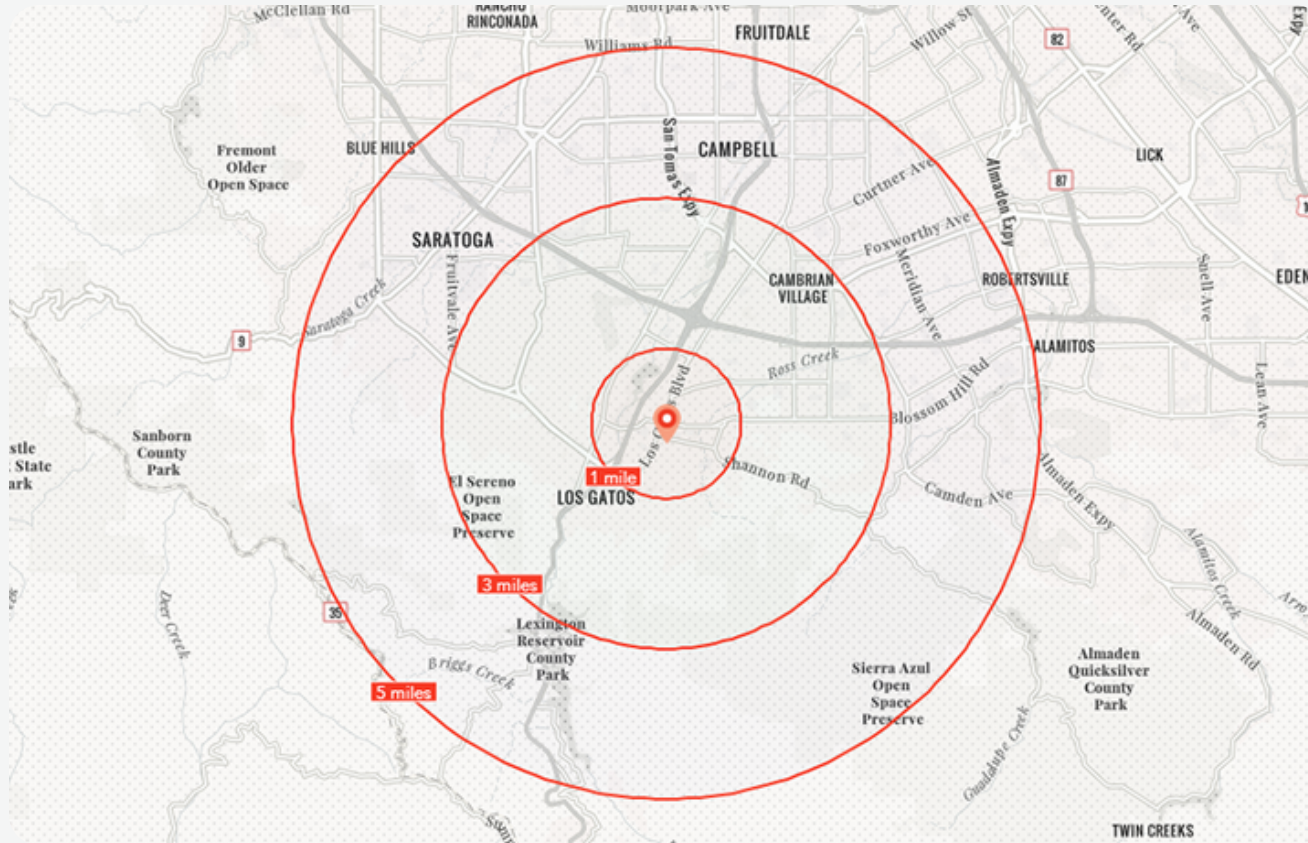 McClellan Rd
RANCHO
RINCONADA
Moorpark Ave
FRUITDALE
Williams Rd
Willow St
82
Expy
Fremont
Older
Open Space
BLUE HILLS
San Tomas Expy
CAMPBELL
LICK
87
Curtner Ave
Almaden Expy
SARATOGA
Foxworthy Ave
Fruitvale Ave
CAMBRIAN
VILLAGE
Meridian Ave
ROBERTSVILLE
Snell Ave
EDEN
Saratoga Creek
9
Ross Creek
ALAMITOS
Lean Ave
Blossom Hill Rd
Sanborn
County
Park
stle
State
ark
1 mile
LOS GATOS
Shannon Rd
El Sereno
Open
Space
Preserve
Camden Ave
Almaden Expy
Alamitos Creek
3 miles
Deer Creek
35
Lexington
Reservoir
County
Park
Briggs Creek
5 miles
Sierra Azul
Open
Space
Preserve
Almaden
Quicksilver
County
Park
Almaden Rd
Guadalupe Creek
TWIN CREEKS